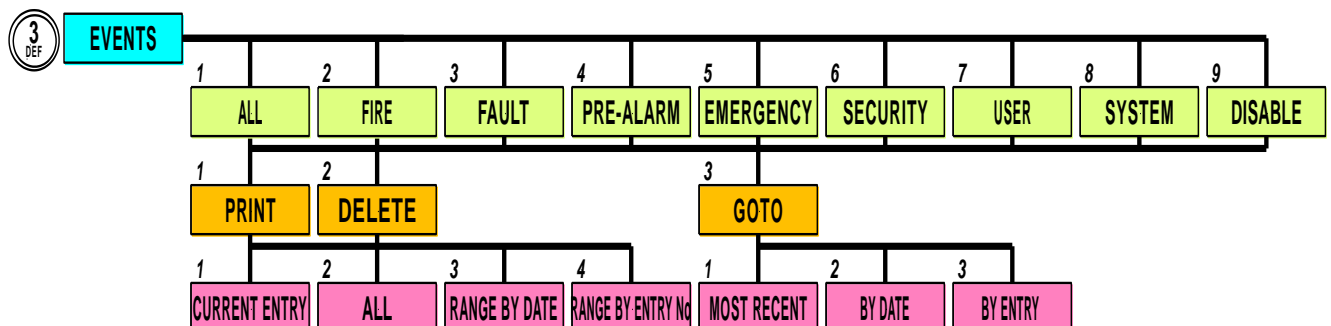 3
DEF
EVENTS
1 2 3 4 5 6 7 8 9
ALL FIRE FAULT PRE-ALARM EMERGENCY SECURITY USER SYSTEM DISABLE
1 2 3
PRINT DELETE GOTO
1 2 3 4 1 2 3
CURRENT ENTRY ALL RANGE BY DATE RANGE BY ENTRY No MOST RECENT BY DATE BY ENTRY